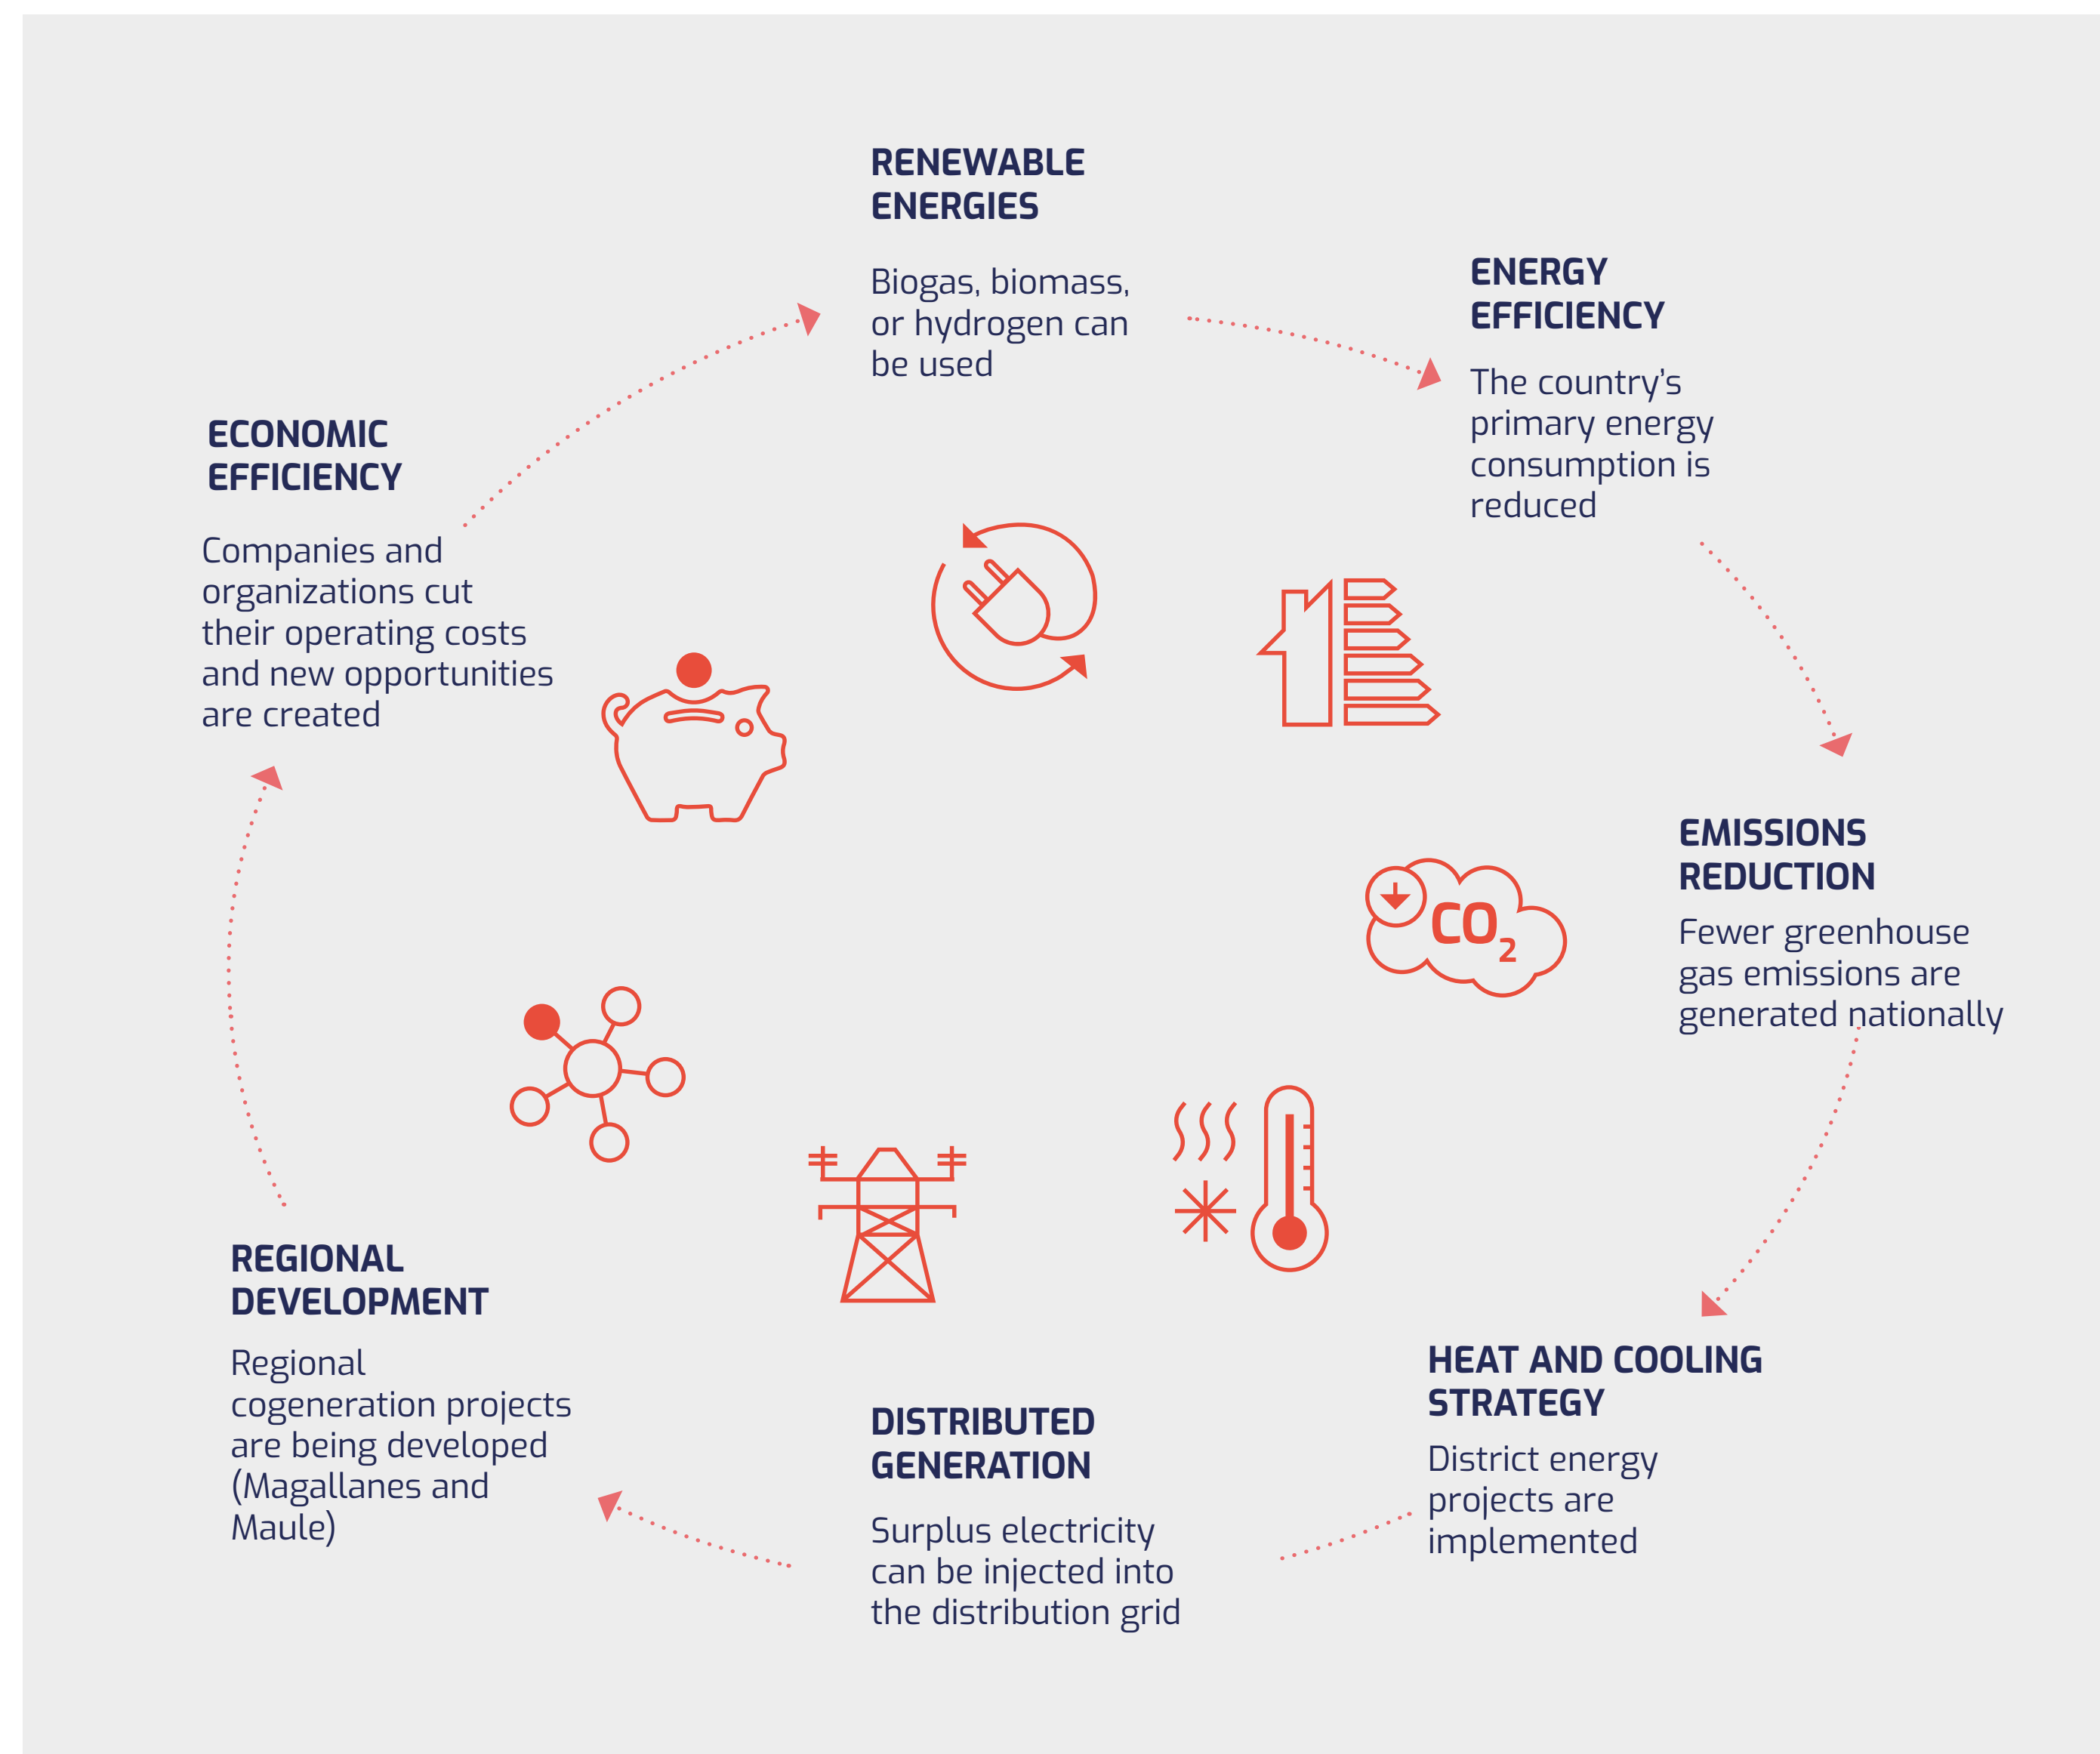 RENEWABLE
ENERGIES
Biogas, biomass,
or hydrogen can
be used
ENERGY
EFFICIENCY
The country’s
primary energy
consumption is
reduced
EMISSIONS
REDUCTION
Fewer greenhouse
gas emissions are
generated nationally
HEAT AND COOLING
STRATEGY
District energy
projects are
implemented
DISTRIBUTED
GENERATION
Surplus electricity
can be injected into
the distribution grid
REGIONAL
DEVELOPMENT
Regional
cogeneration projects
are being developed
(Magallanes and
Maule)
ECONOMIC
EFFICIENCY
Companies and
organizations cut
their operating costs
and new opportunities
are created
CO2